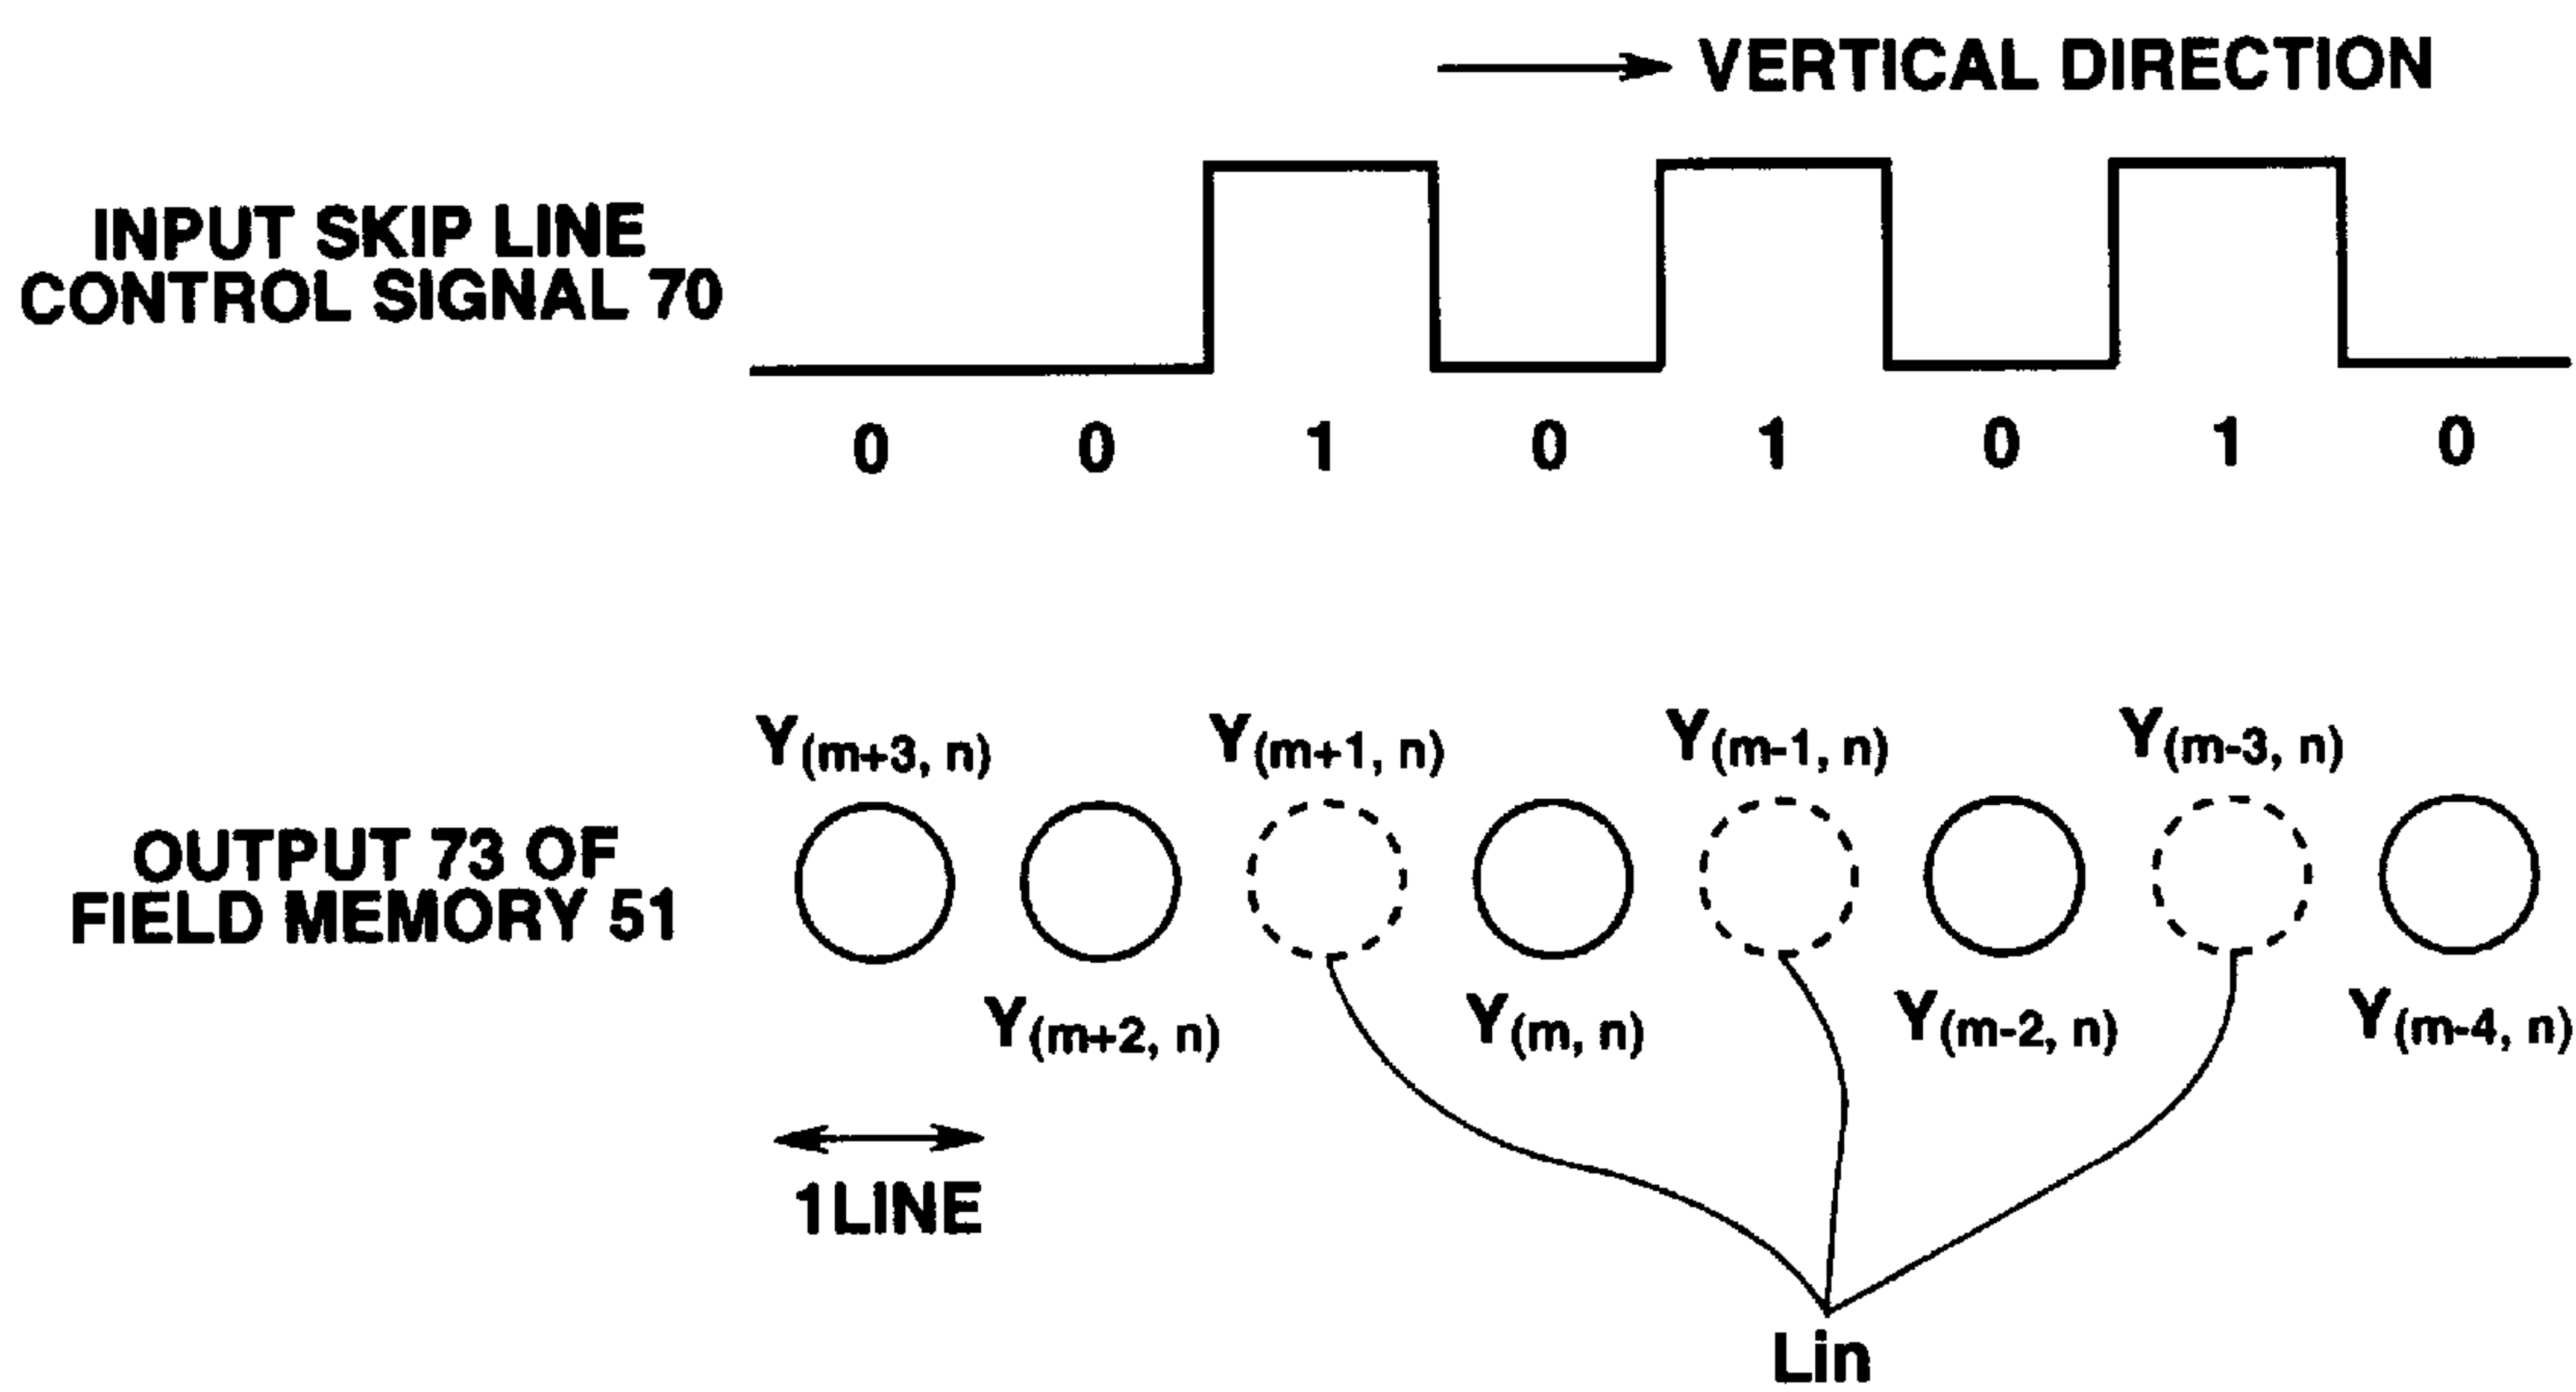 VERTICAL DIRECTION
INPUT SKIP LINE
CONTROL SIGNAL 70
0 0 1 0 1 0 1 0
Y(m+3, n) Y(m+1, n) Y(m-1, n) Y(m-3, n)
OUTPUT 73 OF
FIELD MEMORY 51
Y(m+2, n) Y(m, n) Y(m-2, n) Y(m-4, n)
1LINE
Lin